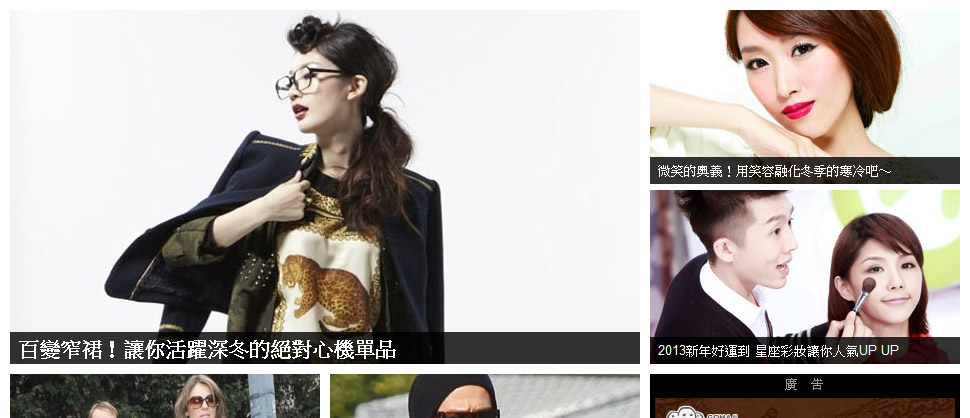 百變窄裙！讓你活躍深冬的絕對心機單品
微笑的奧義！用笑容融化冬季的寒冷吧～
2013新年好運到 星座彩妝讓你人氣UP UP
廣 告